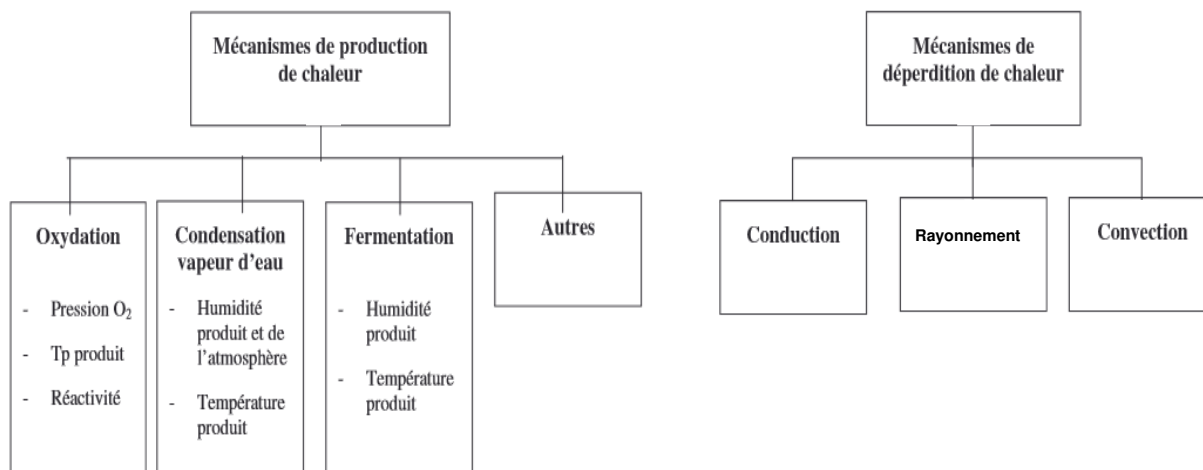 Mécanismes de production
de chaleur
Oxydation
- Pression O₂
- Tp produit
- Réactivité
Condensation
vapeur d'eau
- Humidité
produit et de
l'atmosphère
- Température
produit
Fermentation
- Humidité
produit
- Température
produit
Autres
Mécanismes de
déperdition de chaleur
Conduction
Rayonnement
Convection